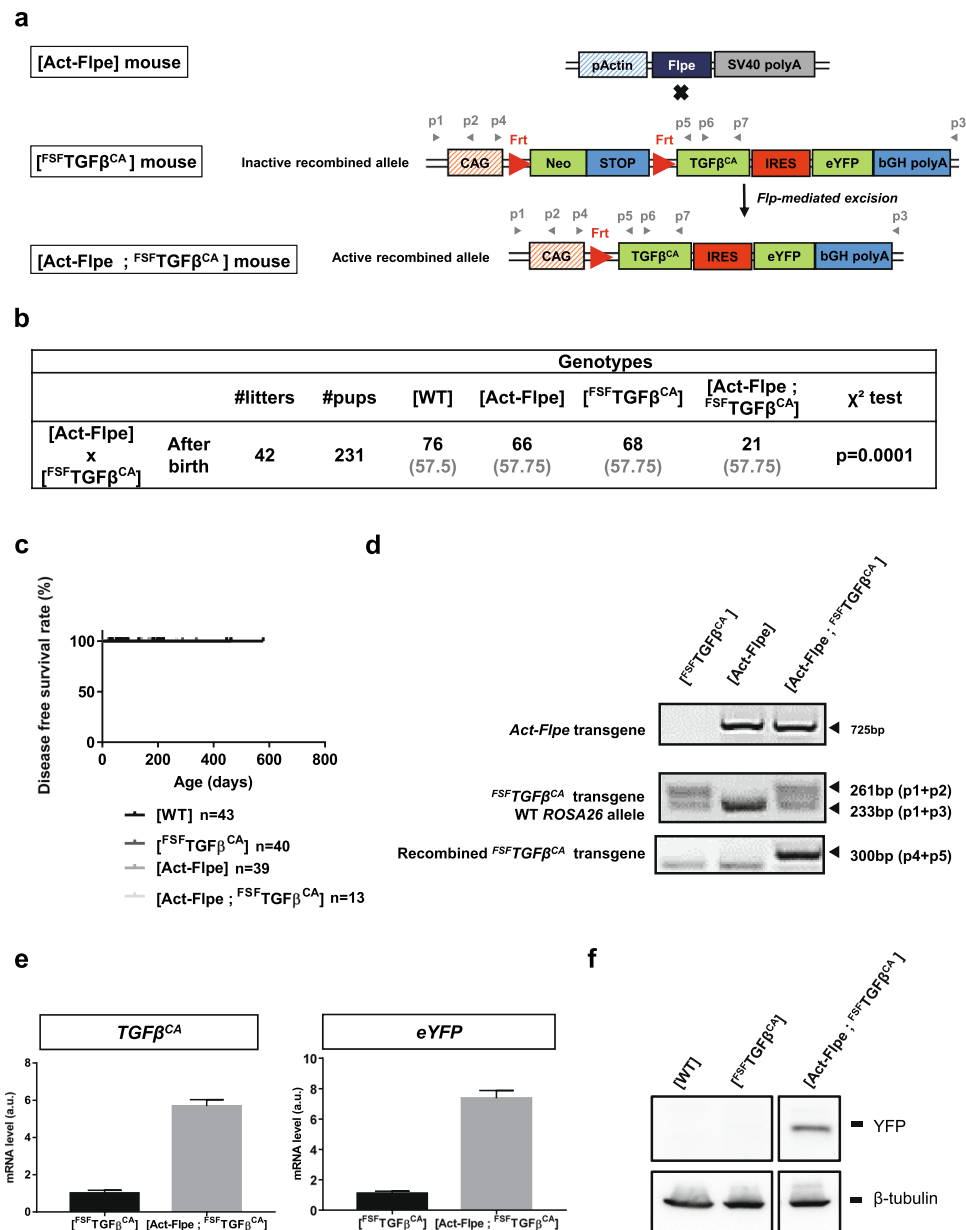 a
[Act-Flpe] mouse
pActin Flpe SV40 polyA
p1 p2 p4 p5 p6 p7 p3
Frt Frt
[FSFTGFβCA] mouse
Inactive recombined allele
CAG Neo STOP TGFβCA IRES eYFP bGH polyA
Flp-mediated excision
p1 p2 p4 p5 p6 p7 p3
Frt
[Act-Flpe ; FSFTGFβCA] mouse
Active recombined allele
CAG TGFβCA IRES eYFP bGH polyA
b
Genotypes
#litters #pups [WT] [Act-Flpe] [FSFTGFβCA] [Act-Flpe ; FSFTGFβCA] χ² test
[Act-Flpe] x [FSFTGFβCA] After birth 42 231 76 66 68 21 p=0.0001
(57.5) (57.75) (57.75) (57.75)
c
Disease free survival rate (%)
100
50
0
0 200 400 600 800
Age (days)
[WT] n=43
[FSFTGFβCA] n=40
[Act-Flpe] n=39
[Act-Flpe ; FSFTGFβCA] n=13
d
[FSFTGFβCA]
[Act-Flpe]
[Act-Flpe ; FSFTGFβCA]
Act-Flpe transgene
725bp
FSFTGFβCA transgene
261bp (p1+p2)
WT ROSA26 allele
233bp (p1+p3)
Recombined FSFTGFβCA transgene
300bp (p4+p5)
e
TGFβCA
mRNA level (a.u.)
8
6
4
2
0
[FSFTGFβCA] [Act-Flpe ; FSFTGFβCA]
eYFP
mRNA level (a.u.)
10
8
6
4
2
0
[FSFTGFβCA] [Act-Flpe ; FSFTGFβCA]
f
[WT]
[FSFTGFβCA]
[Act-Flpe ; FSFTGFβCA]
YFP
β-tubulin